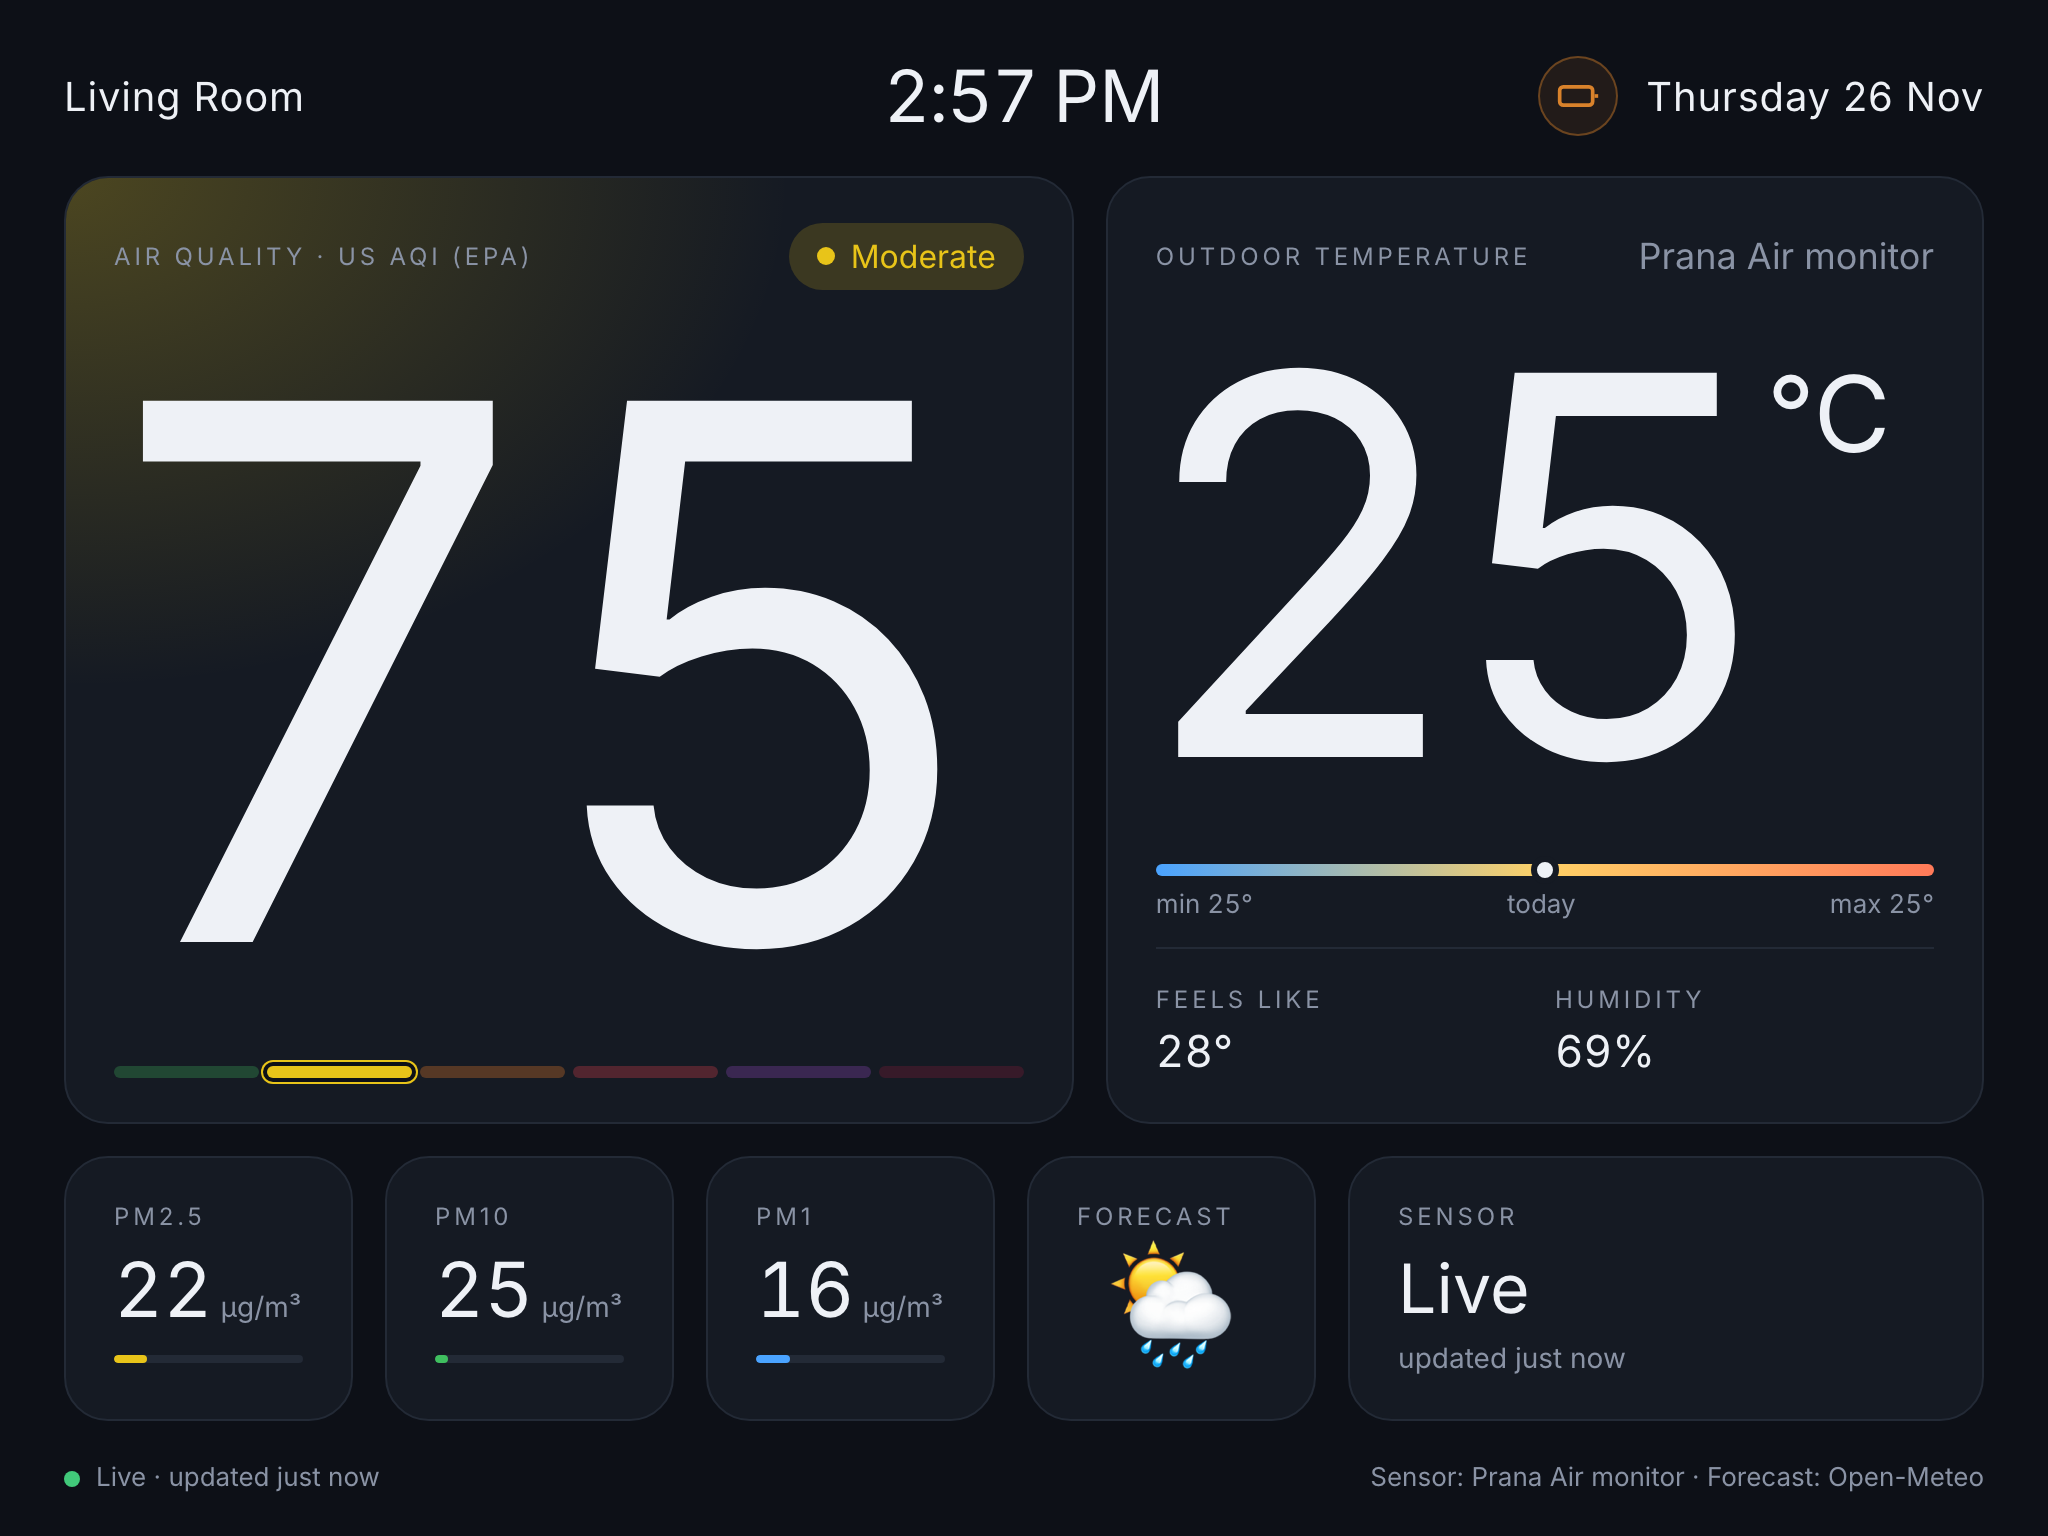 Living Room
2:57 PM
Thursday 26 Nov
AIR QUALITY · US AQI (EPA)
Moderate
75
OUTDOOR TEMPERATURE
Prana Air monitor
25 °C
min 25°
today
max 25°
FEELS LIKE
28°
HUMIDITY
69%
PM2.5
22 µg/m³
PM10
25 µg/m³
PM1
16 µg/m³
FORECAST
SENSOR
Live
updated just now
Live · updated just now
Sensor: Prana Air monitor · Forecast: Open-Meteo